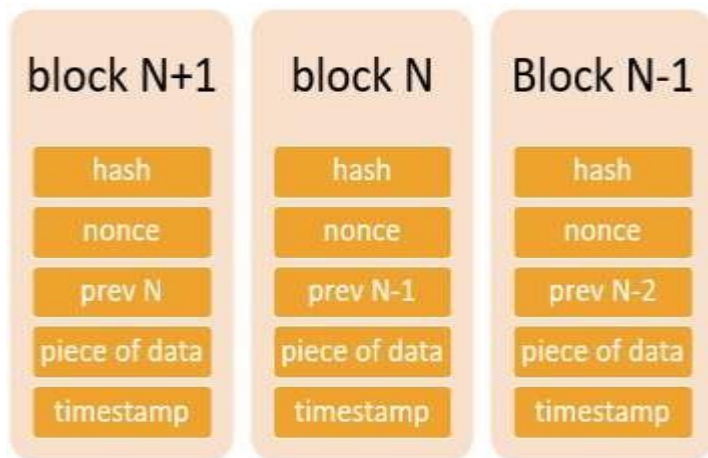 block N+1
hash
nonce
prev N
piece of data
timestamp
block N
hash
nonce
prev N-1
piece of data
timestamp
Block N-1
hash
nonce
prev N-2
piece of data
timestamp